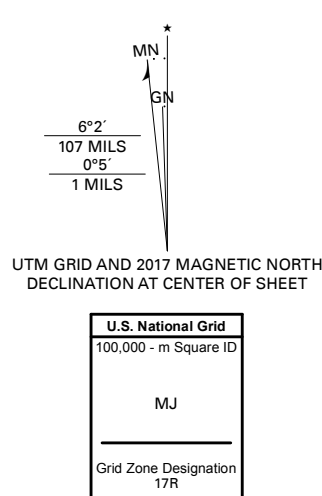 ★
MN
GN
6°2´
107 MILS
0°5´
1 MILS
UTM GRID AND 2017 MAGNETIC NORTH
DECLINATION AT CENTER OF SHEET
U.S. National Grid
100,000 - m Square ID
MJ
Grid Zone Designation
17R